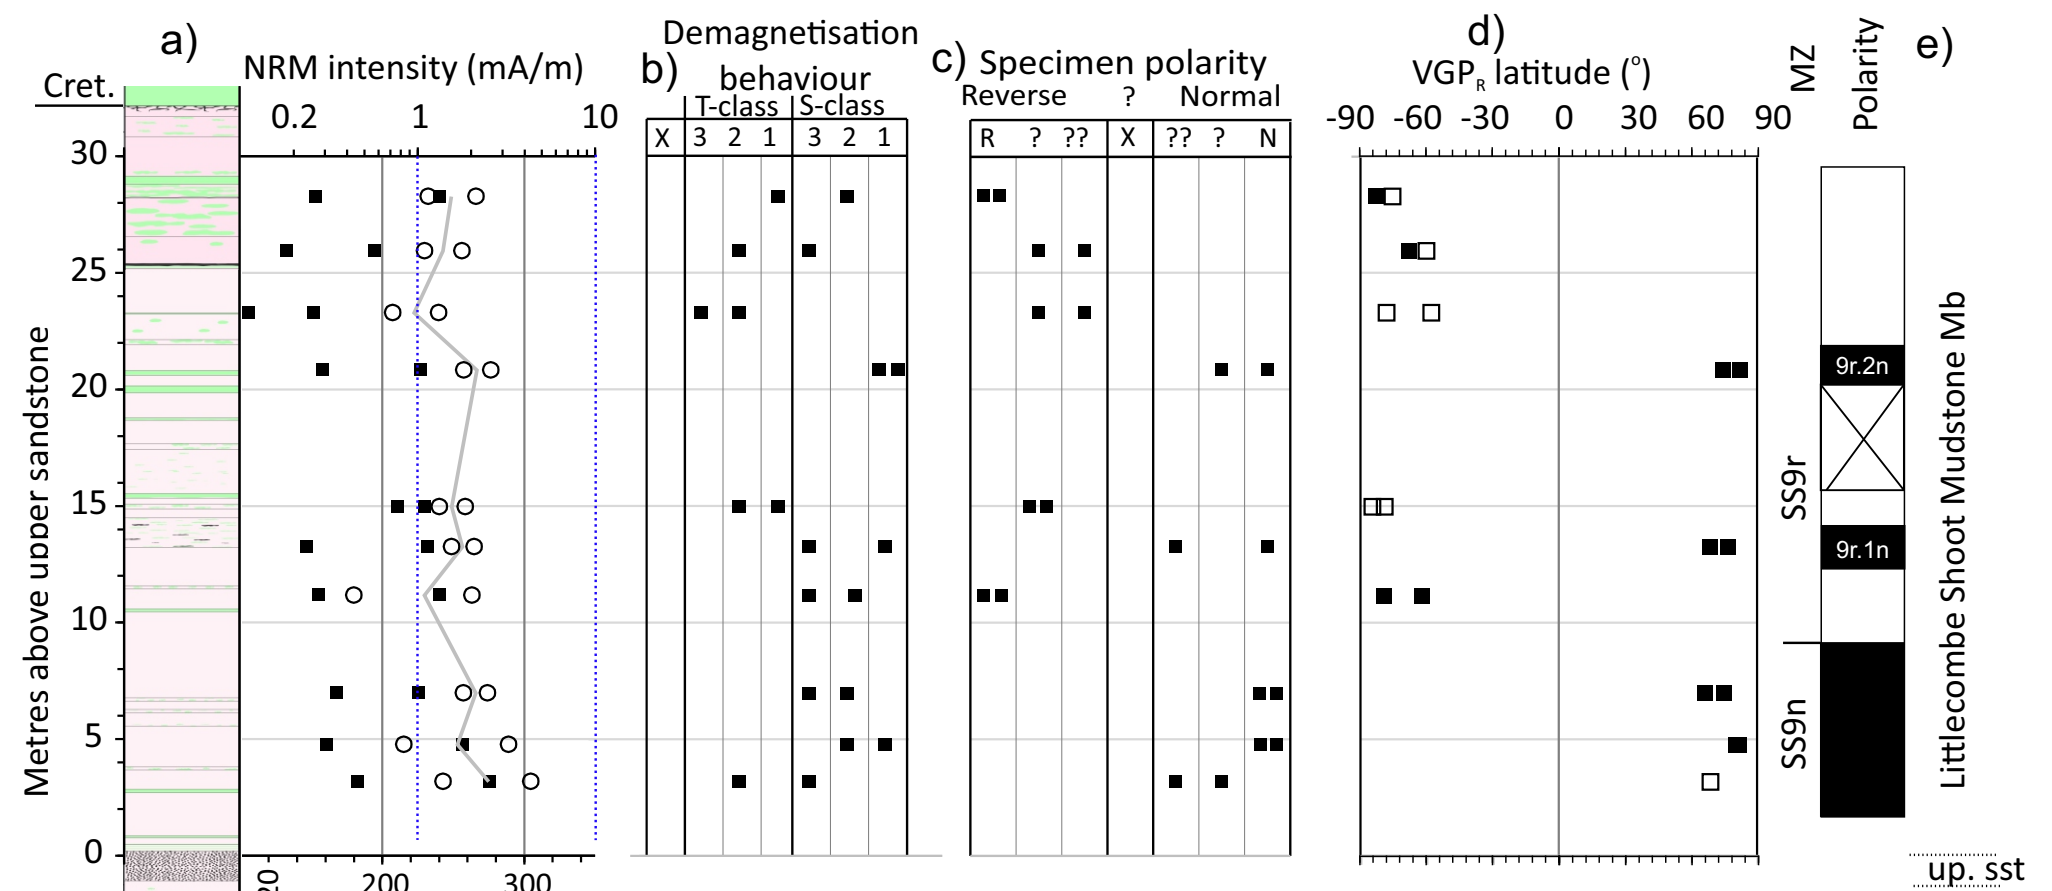 a)
NRM intensity (mA/m)
0.2 1 10
Demagnetisation
behaviour
b)
T-class S-class
X 3 2 1 3 2 1
c) Specimen polarity
Reverse ? Normal
R ? ?? X ?? ? N
d)
VGPR latitude (°)
-90 -60 -30 0 30 60 90
MZ
Polarity
e)
Cret.
30
25
20
15
10
5
0
Metres above upper sandstone
200 300
SS9r
SS9n
9r.2n
9r.1n
Littlecombe Shoot Mudstone Mb
up. sst